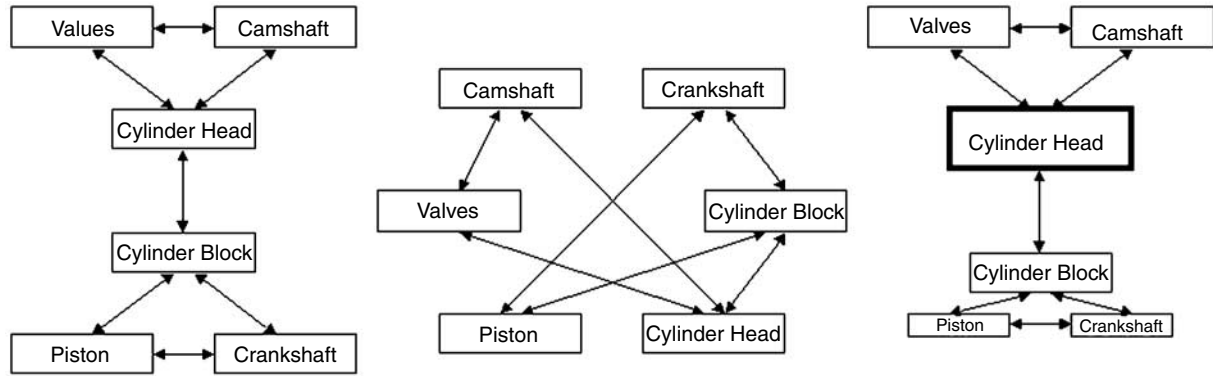 Values
Camshaft
Cylinder Head
Cylinder Block
Piston
Crankshaft
Camshaft
Crankshaft
Valves
Cylinder Block
Piston
Cylinder Head
Valves
Camshaft
Cylinder Head
Cylinder Block
Piston
Crankshaft